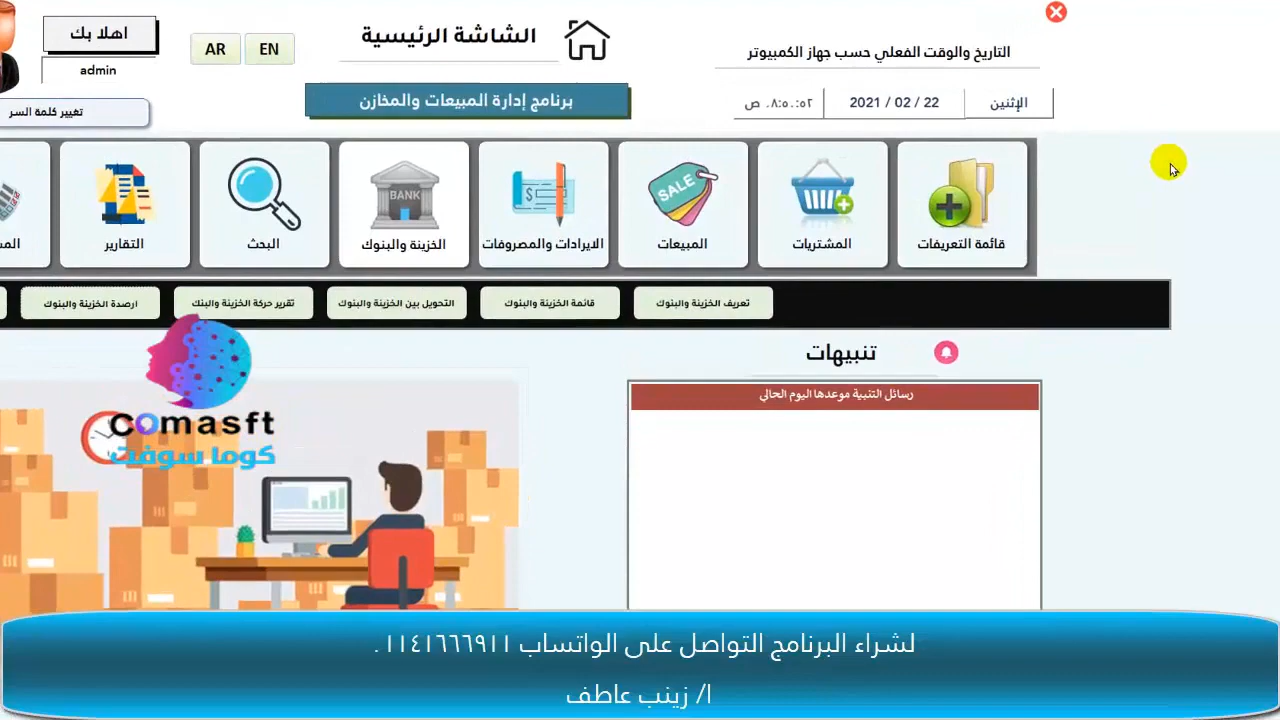 الشاشة الرئيسية
اهلا بك
admin
AR
EN
تغيير كلمة السر
برنامج إدارة المبيعات والمخازن
التاريخ والوقت الفعلي حسب جهاز الكمبيوتر
الإثنين
2021 / 02 / 22
٠٨:٥٠:٥٢ ص
قائمة التعريفات
المشتريات
SALE
المبيعات
الايرادات والمصروفات
BANK
الخزينة والبنوك
البحث
التقارير
تعريف الخزينة والبنوك
قائمة الخزينة والبنوك
التحويل بين الخزينة والبنوك
تقرير حركة الخزينة والبنك
ارصدة الخزينة والبنوك
تنبيهات
رسائل التنبية موعدها اليوم الحالي
comasft
كوما سوفت
لشراء البرنامج التواصل على الواتساب ٠١١٤١٦٦٦٩١١
ا/ زينب عاطف